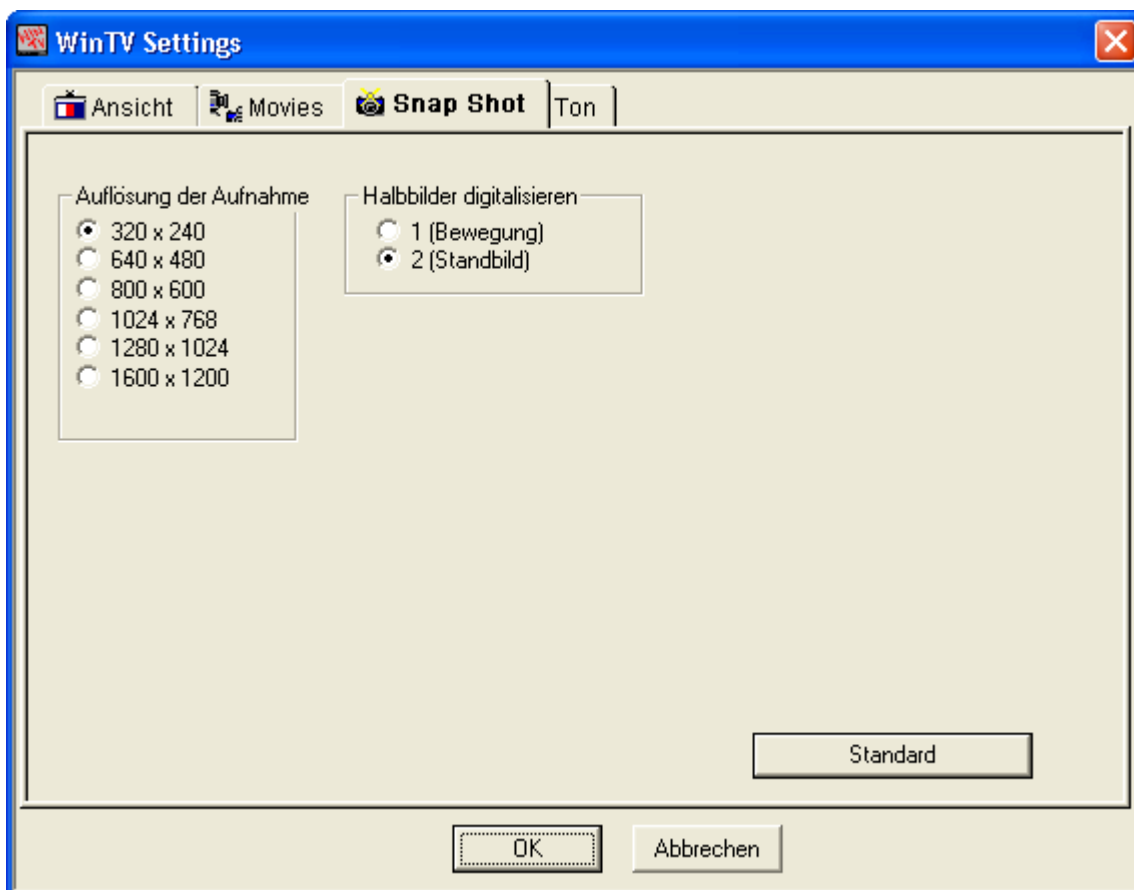 WinTV Settings
Ansicht Movies Snap Shot Ton
Auflösung der Aufnahme
320 x 240
640 x 480
800 x 600
1024 x 768
1280 x 1024
1600 x 1200
Halbbilder digitalisieren
1 (Bewegung)
2 (Standbild)
Standard
OK Abbrechen